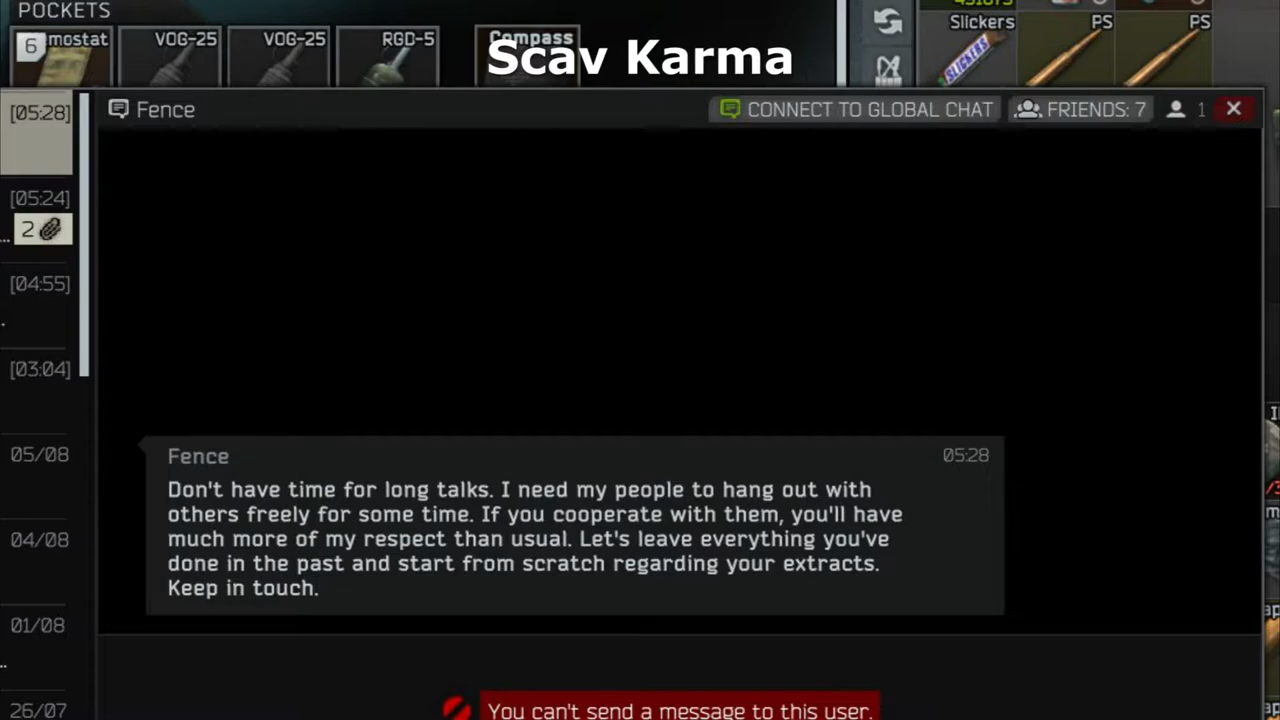 POCKETS
6
mostat
VOG-25
VOG-25
RGD-5
Compass
Slickers
SLICKERS
PS
PS
Scav Karma
[05:28]
Fence
CONNECT TO GLOBAL CHAT
FRIENDS: 7
1
[05:24]
2
...
[04:55]
[03:04]
05/08
04/08
01/08
26/07
Fence
05:28
Don't have time for long talks. I need my people to hang out with
others freely for some time. If you cooperate with them, you'll have
much more of my respect than usual. Let's leave everything you've
done in the past and start from scratch regarding your extracts.
Keep in touch.
You can't send a message to this user.